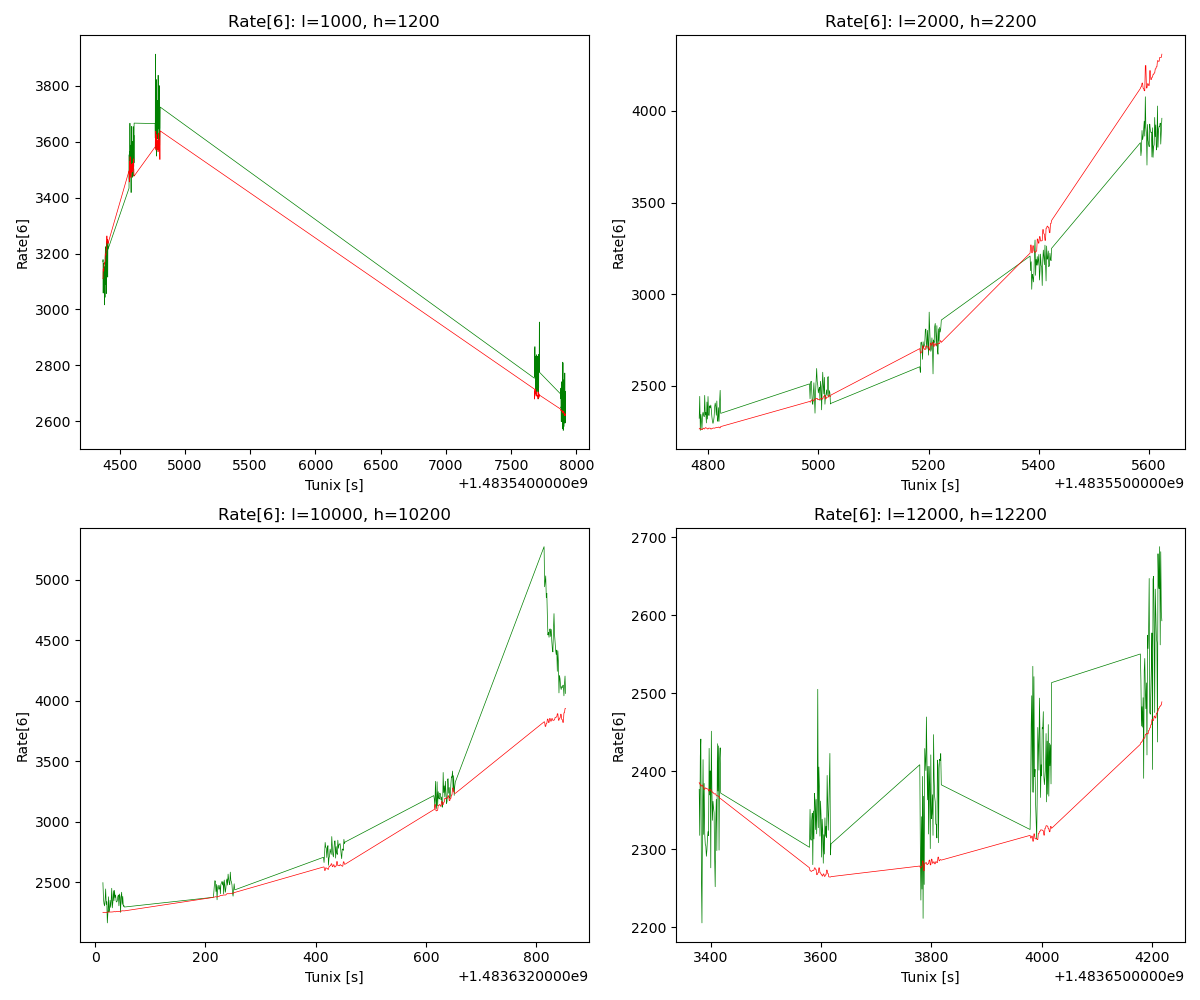 Rate[6]: l=1000, h=1200
Rate[6]
3800
3600
3400
3200
3000
2800
2600
4500 5000 5500 6000 6500 7000 7500 8000
Tunix [s]
+1.4835400000e9
Rate[6]: l=2000, h=2200
Rate[6]
4000
3500
3000
2500
4800 5000 5200 5400 5600
Tunix [s]
+1.4835500000e9
Rate[6]: l=10000, h=10200
Rate[6]
5000
4500
4000
3500
3000
2500
0 200 400 600 800
Tunix [s]
+1.4836320000e9
Rate[6]: l=12000, h=12200
Rate[6]
2700
2600
2500
2400
2300
2200
3400 3600 3800 4000 4200
Tunix [s]
+1.4836500000e9